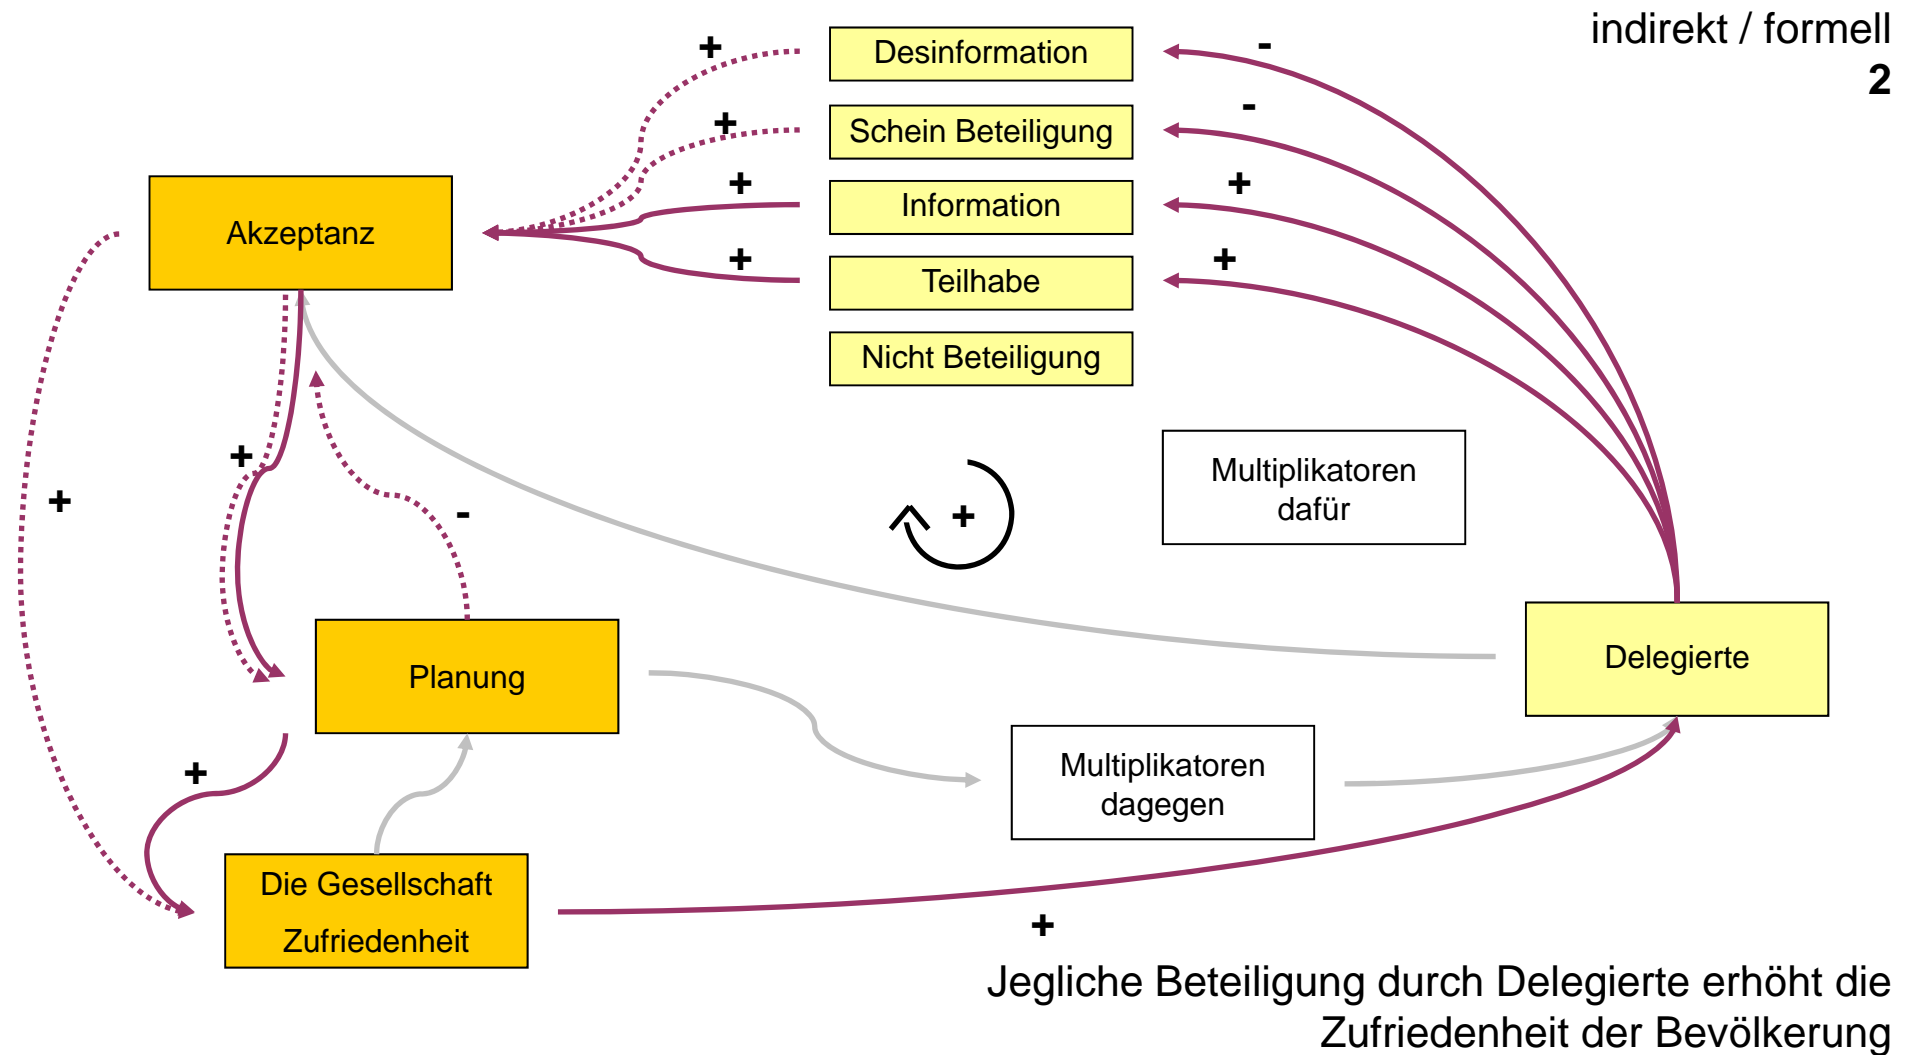 indirekt / formell
2
+
Desinformation
-
+
Schein Beteiligung
-
+
Information
+
Akzeptanz
+
Teilhabe
+
Nicht Beteiligung
+
+
-
+
Multiplikatoren
dafür
Planung
Delegierte
+
Multiplikatoren
dagegen
Die Gesellschaft
Zufriedenheit
+
Jegliche Beteiligung durch Delegierte erhöht die
Zufriedenheit der Bevölkerung